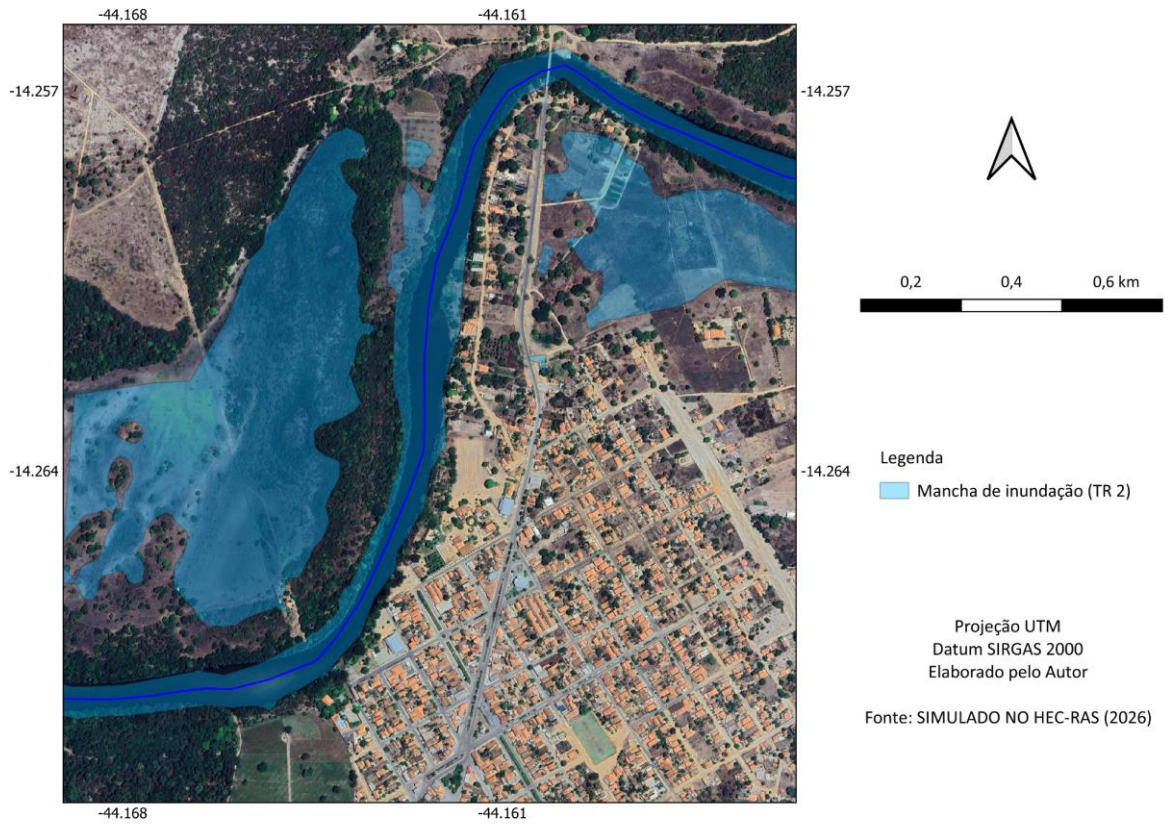 -44.168 -44.161
-14.257 -14.257
0,2 0,4 0,6 km
-14.264 -14.264
Legenda
Mancha de inundação (TR 2)
Projeção UTM
Datum SIRGAS 2000
Elaborado pelo Autor
Fonte: SIMULADO NO HEC-RAS (2026)
-44.168 -44.161